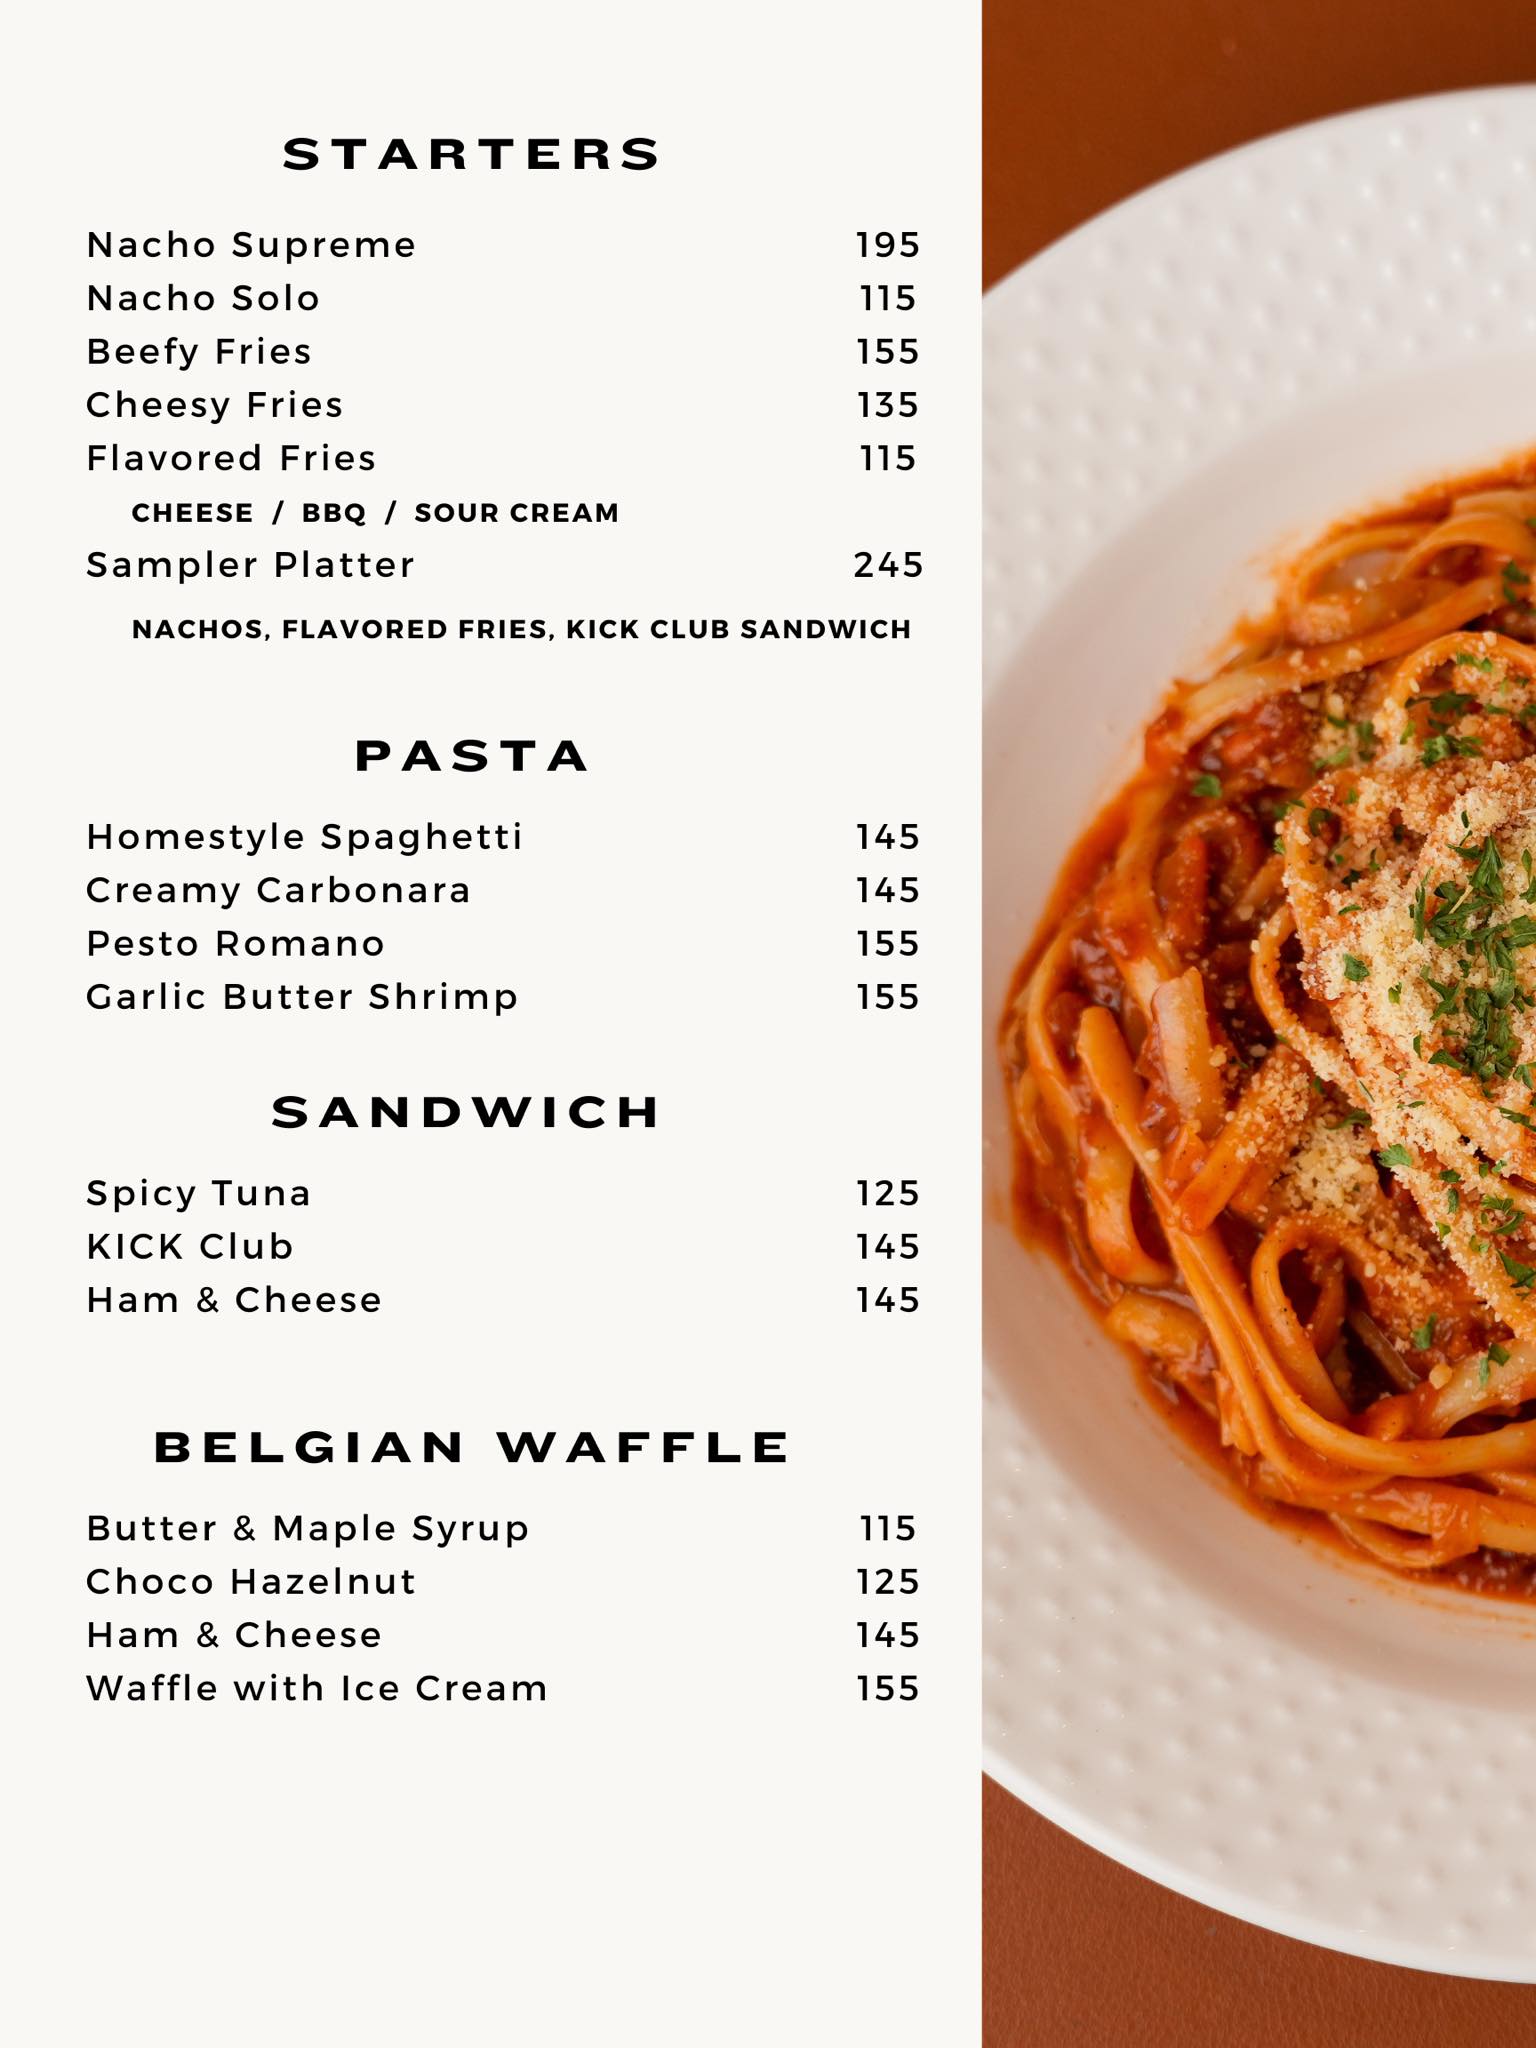 STARTERS
Nacho Supreme 195
Nacho Solo 115
Beefy Fries 155
Cheesy Fries 135
Flavored Fries 115
CHEESE / BBQ / SOUR CREAM
Sampler Platter 245
NACHOS, FLAVORED FRIES, KICK CLUB SANDWICH
PASTA
Homestyle Spaghetti 145
Creamy Carbonara 145
Pesto Romano 155
Garlic Butter Shrimp 155
SANDWICH
Spicy Tuna 125
KICK Club 145
Ham & Cheese 145
BELGIAN WAFFLE
Butter & Maple Syrup 115
Choco Hazelnut 125
Ham & Cheese 145
Waffle with Ice Cream 155